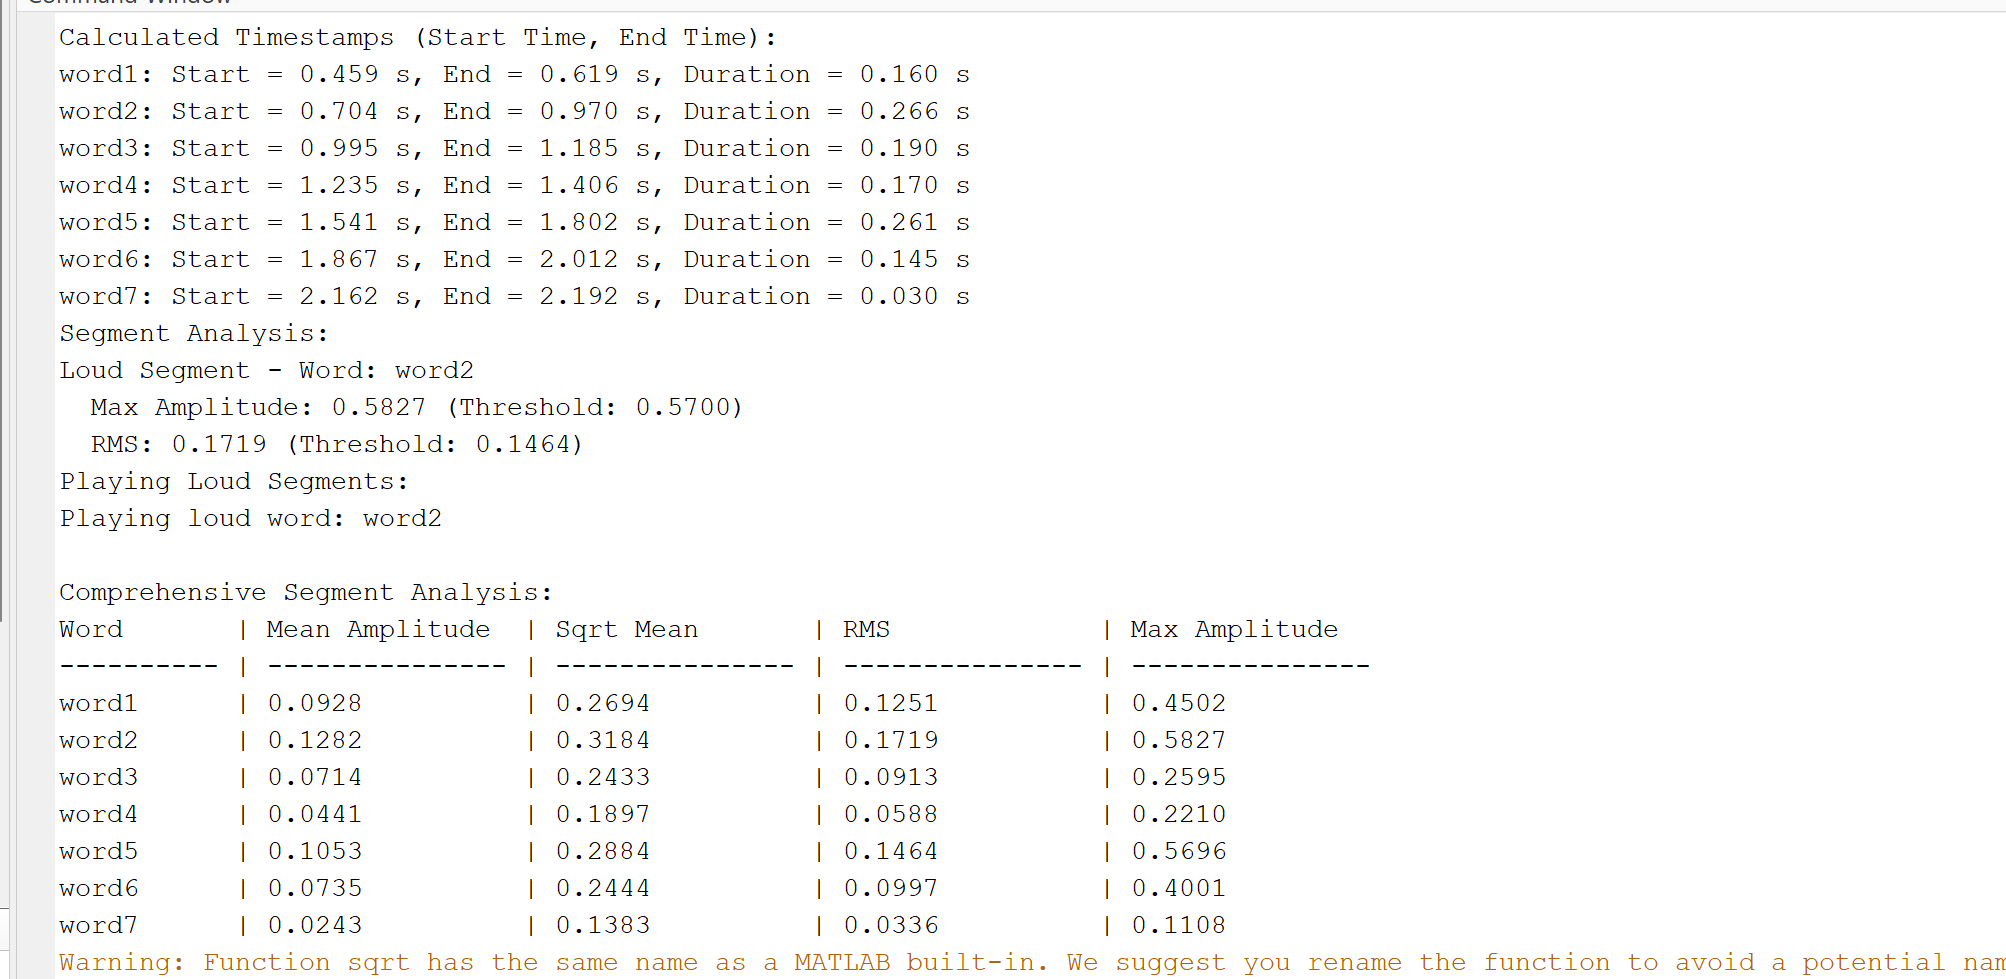 Command Window
Calculated Timestamps (Start Time, End Time):
word1: Start = 0.459 s, End = 0.619 s, Duration = 0.160 s
word2: Start = 0.704 s, End = 0.970 s, Duration = 0.266 s
word3: Start = 0.995 s, End = 1.185 s, Duration = 0.190 s
word4: Start = 1.235 s, End = 1.406 s, Duration = 0.170 s
word5: Start = 1.541 s, End = 1.802 s, Duration = 0.261 s
word6: Start = 1.867 s, End = 2.012 s, Duration = 0.145 s
word7: Start = 2.162 s, End = 2.192 s, Duration = 0.030 s
Segment Analysis:
Loud Segment - Word: word2
  Max Amplitude: 0.5827 (Threshold: 0.5700)
  RMS: 0.1719 (Threshold: 0.1464)
Playing Loud Segments:
Playing loud word: word2
Comprehensive Segment Analysis:
Word       | Mean Amplitude  | Sqrt Mean       | RMS             | Max Amplitude
---------- | --------------- | --------------- | --------------- | ---------------
word1      | 0.0928          | 0.2694          | 0.1251          | 0.4502
word2      | 0.1282          | 0.3184          | 0.1719          | 0.5827
word3      | 0.0714          | 0.2433          | 0.0913          | 0.2595
word4      | 0.0441          | 0.1897          | 0.0588          | 0.2210
word5      | 0.1053          | 0.2884          | 0.1464          | 0.5696
word6      | 0.0735          | 0.2444          | 0.0997          | 0.4001
word7      | 0.0243          | 0.1383          | 0.0336          | 0.1108
Warning: Function sqrt has the same name as a MATLAB built-in. We suggest you rename the function to avoid a potential nam